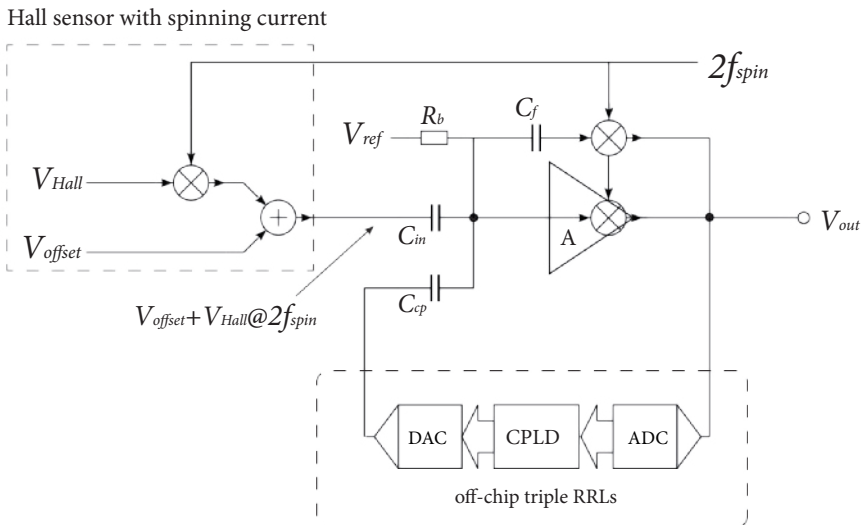 Hall sensor with spinning current
2fspin
Vref
Rb
Cf
VHall
Voffset
Cin
A
Vout
Ccp
Voffset+VHall@2fspin
DAC
CPLD
ADC
off-chip triple RRLs